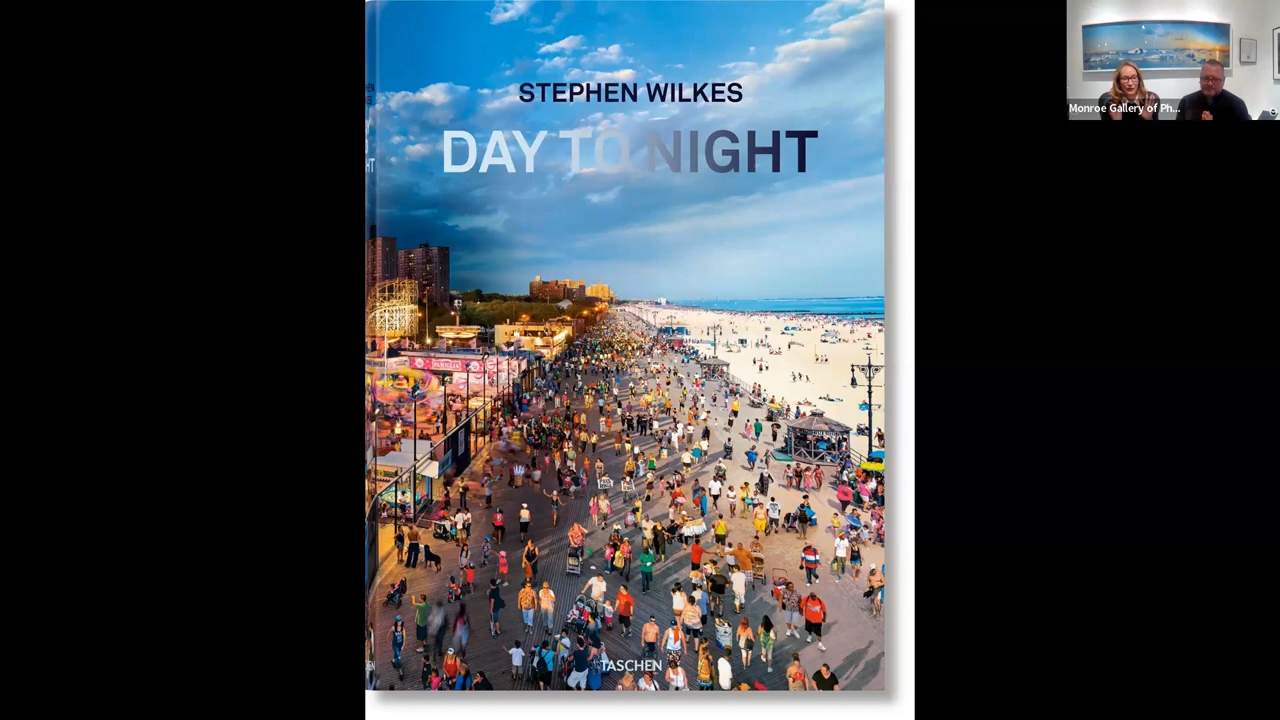 STEPHEN WILKES
DAY TO NIGHT
TASCHEN
Monroe Gallery of Ph...